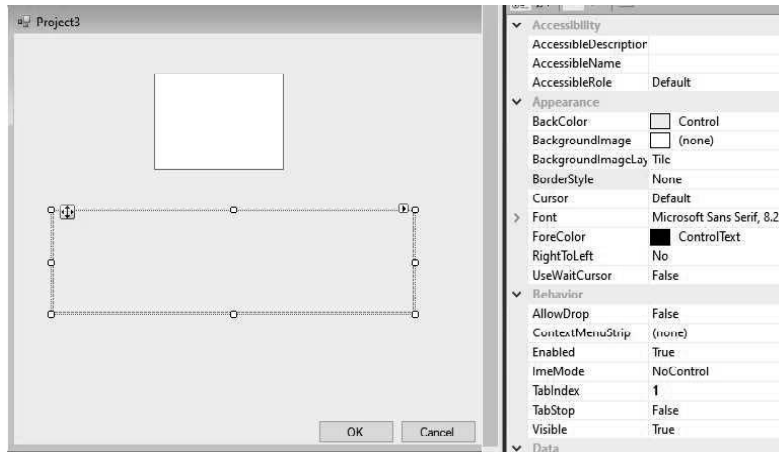 Project3
OK
Cancel
Accessibility
AccessibleDescription
AccessibleName
AccessibleRole Default
Appearance
BackColor Control
BackgroundImage (none)
BackgroundImageLay Tile
BorderStyle None
Cursor Default
Font Microsoft Sans Serif, 8.2
ForeColor ControlText
RightToLeft No
UseWaitCursor False
Behavior
AllowDrop False
ContextMenuStrip (none)
Enabled True
ImeMode NoControl
TabIndex 1
TabStop False
Visible True
Data